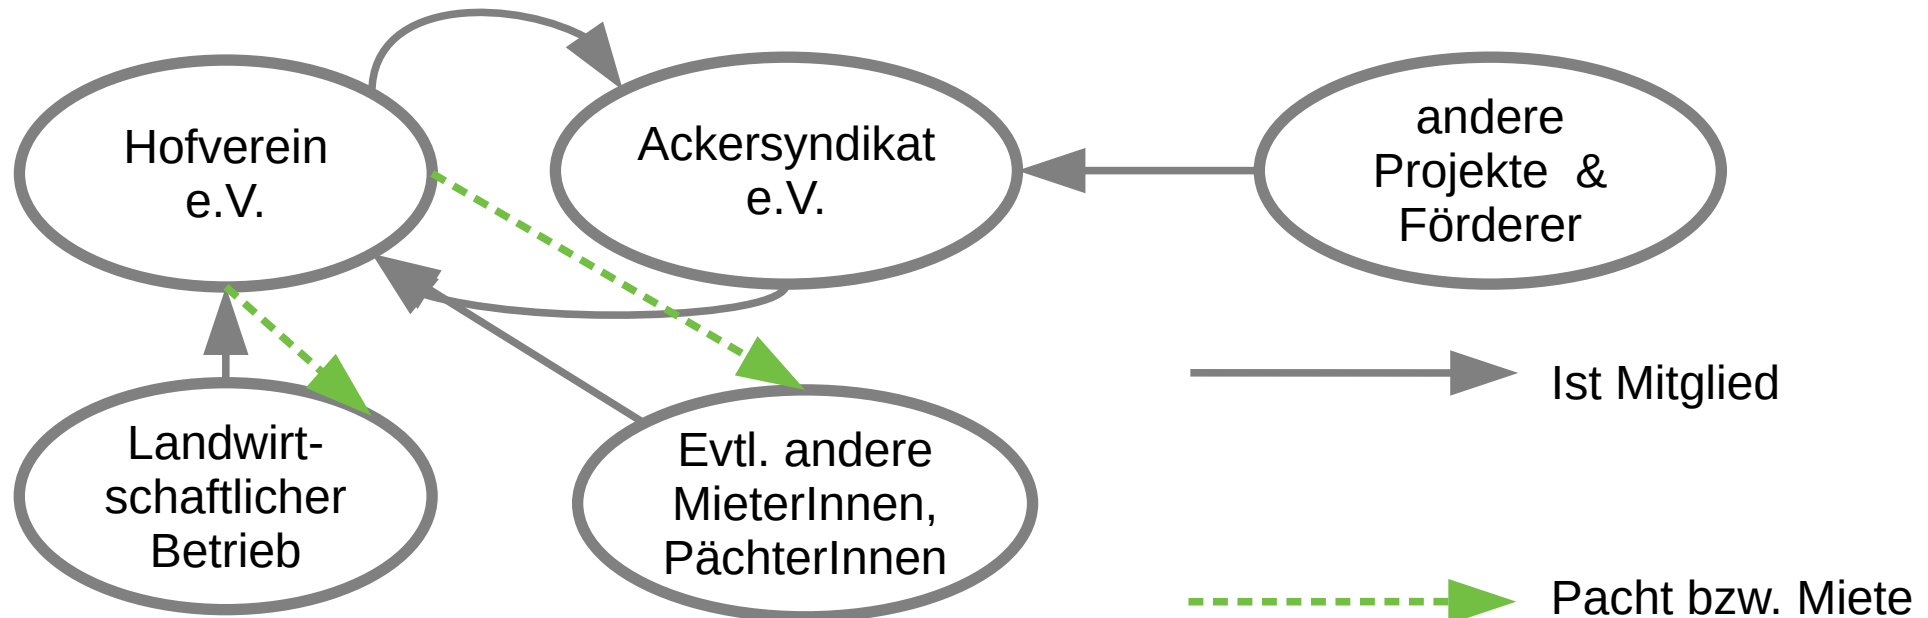 Hofverein
e.V.
Ackersyndikat
e.V.
andere
Projekte  &
Förderer
Landwirt-
schaftlicher
Betrieb
Evtl. andere
MieterInnen,
PächterInnen
Ist Mitglied
Pacht bzw. Miete